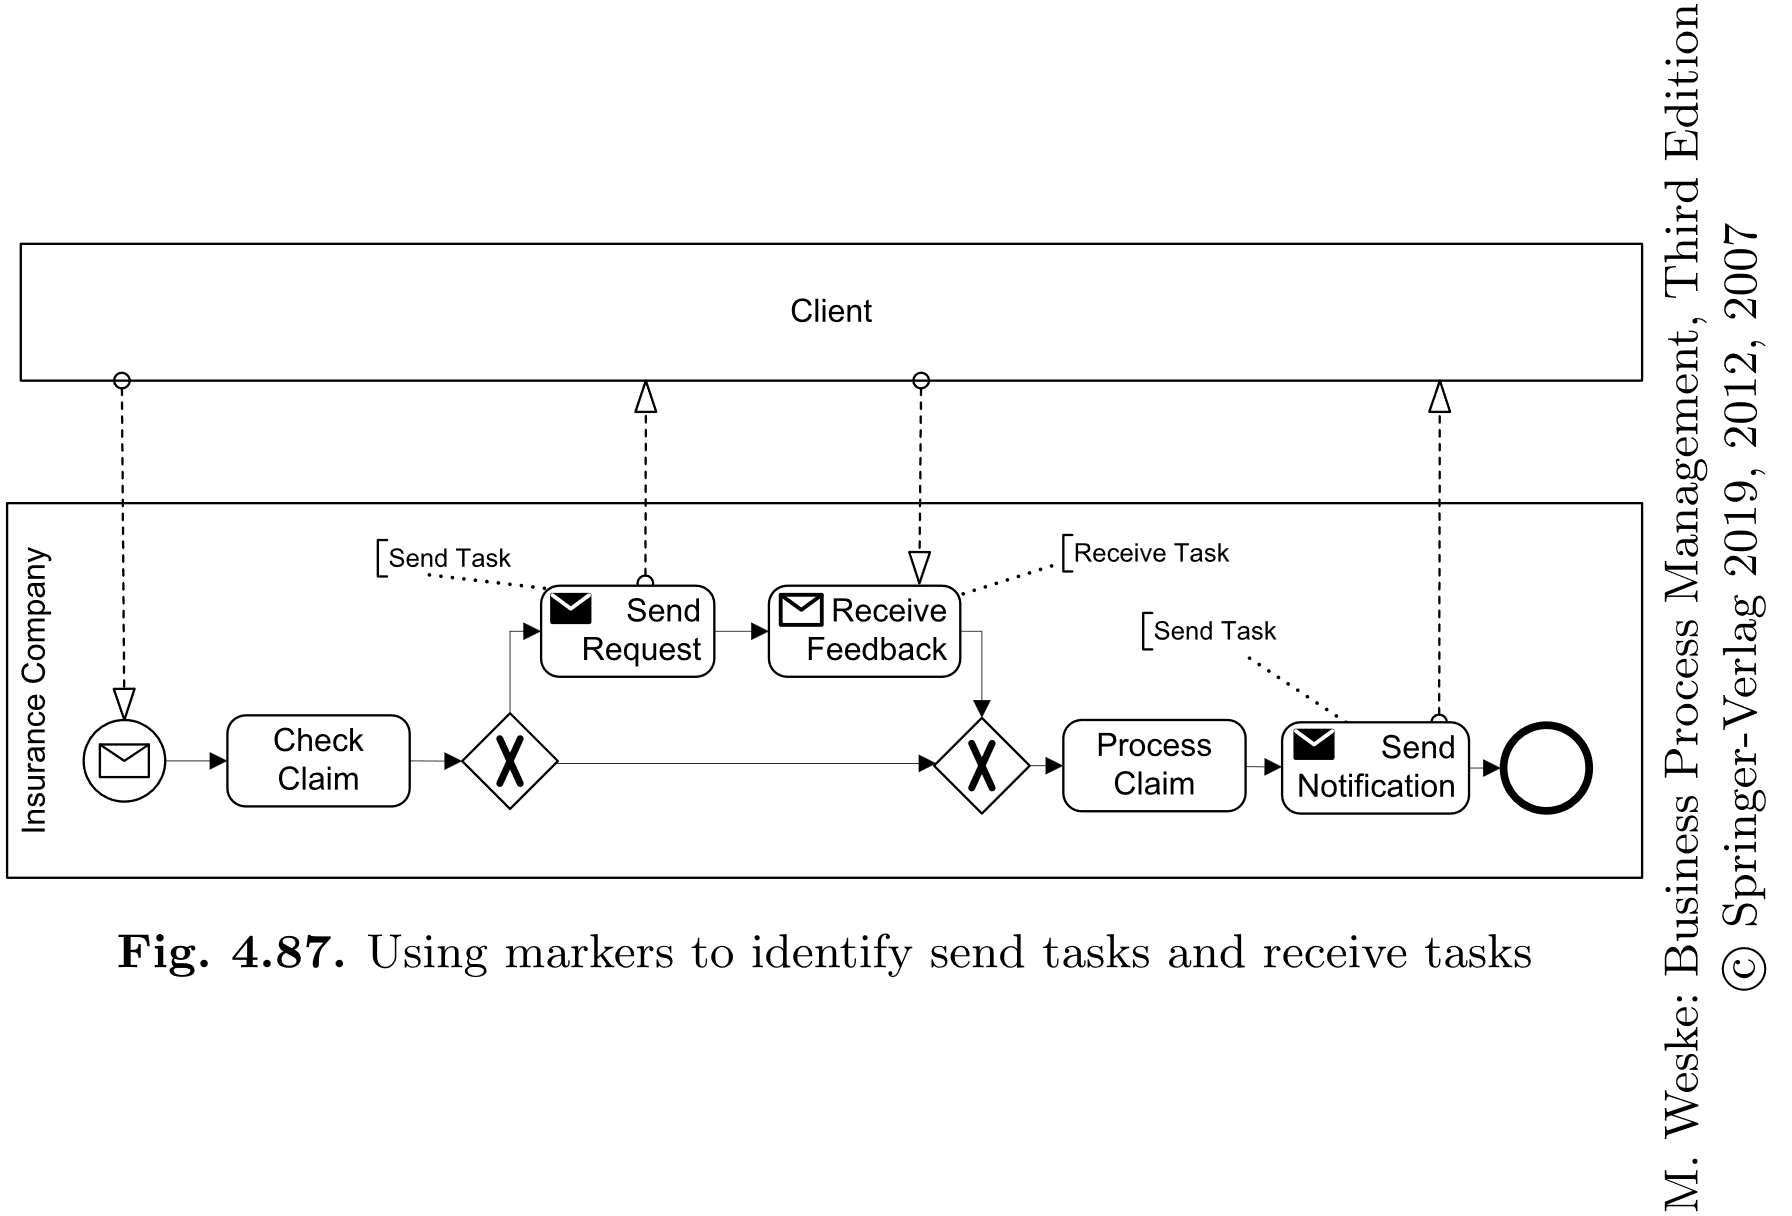 Client
Insurance Company
[Send Task
[Receive Task
Send
Request
Receive
Feedback
[Send Task
Check
Claim
X
X
Process
Claim
Send
Notification
Fig. 4.87. Using markers to identify send tasks and receive tasks
M. Weske: Business Process Management, Third Edition
© Springer-Verlag 2019, 2012, 2007